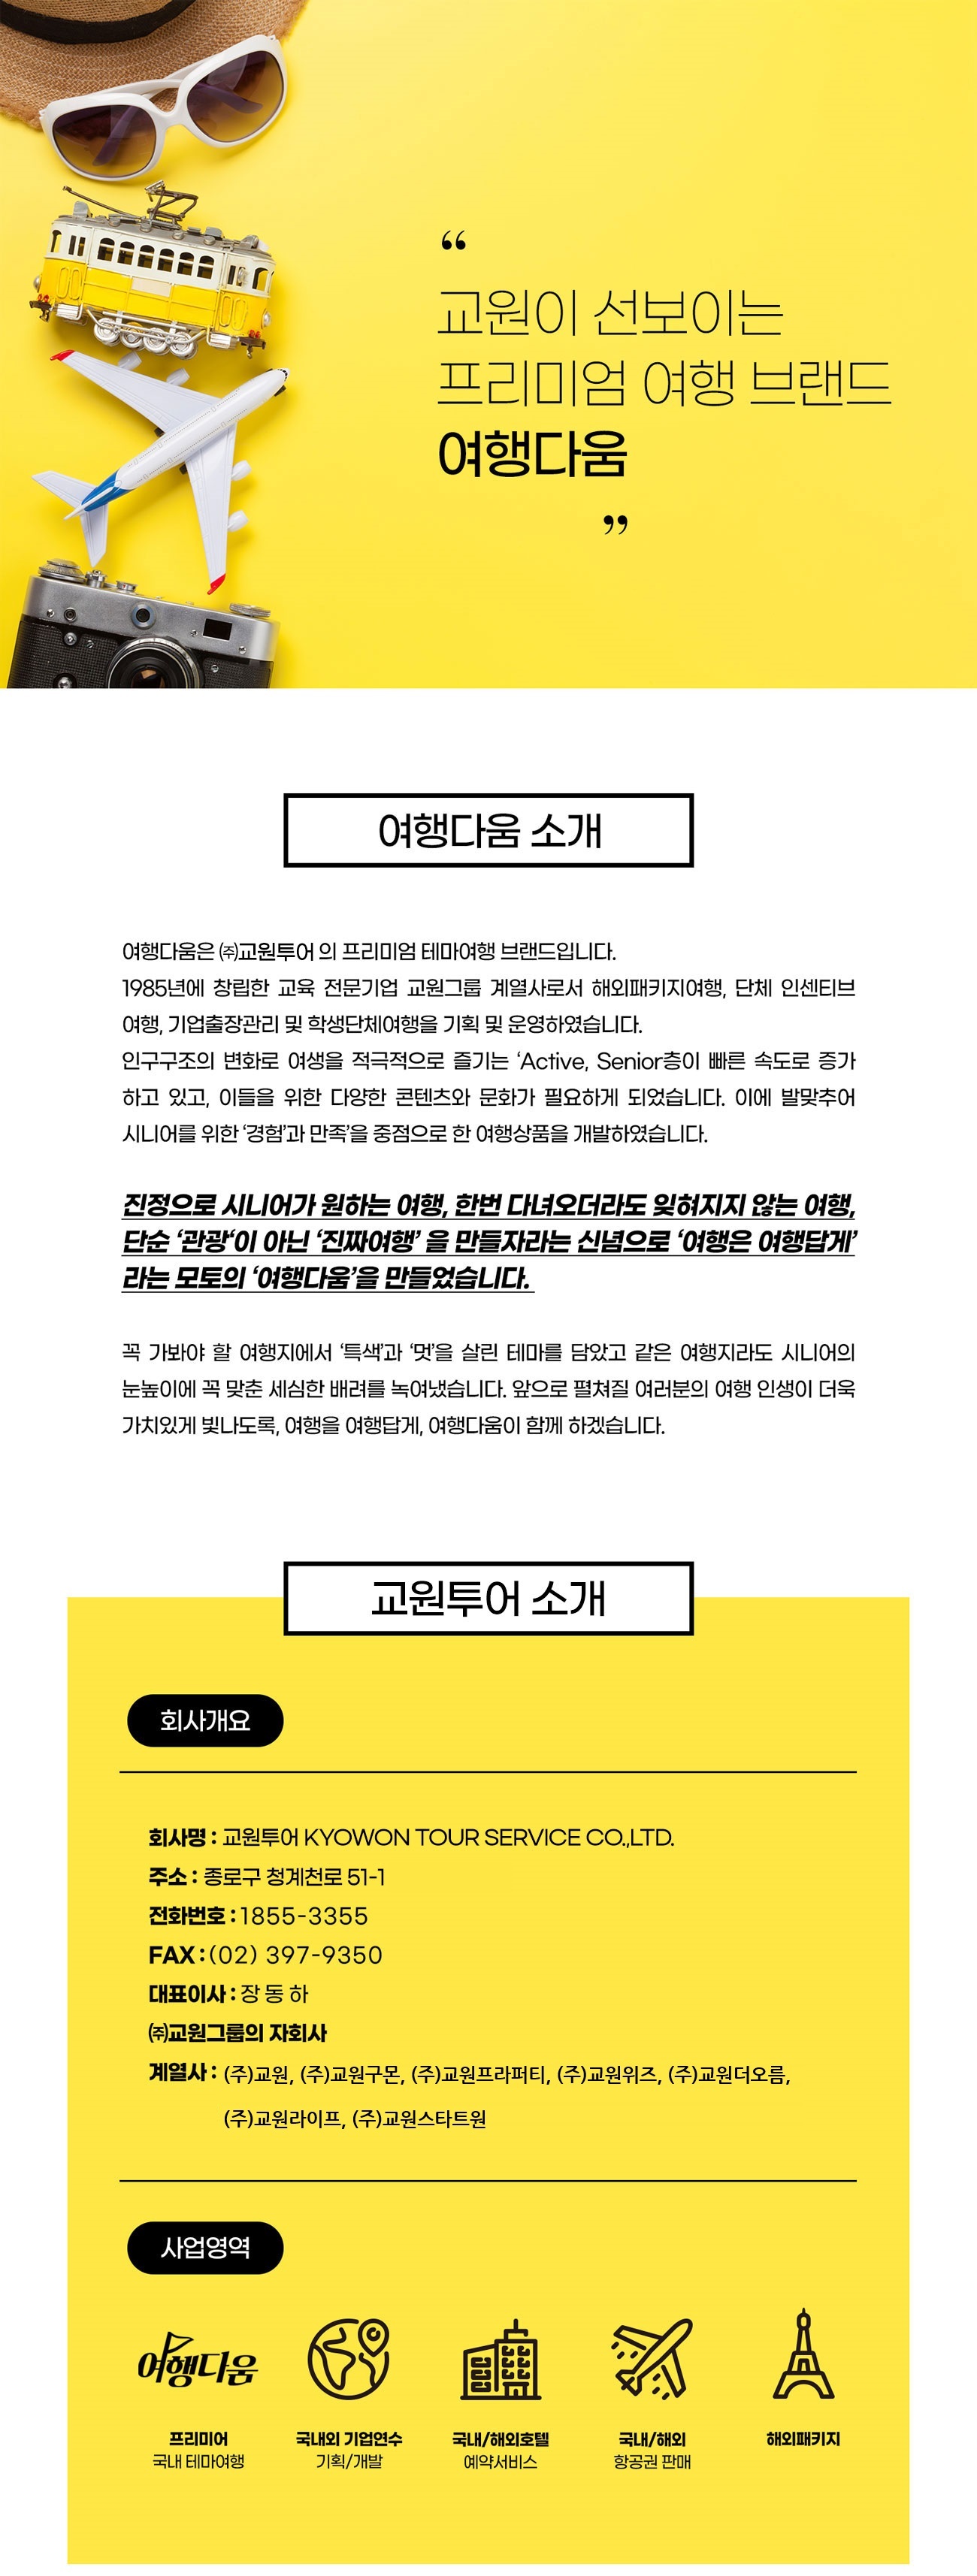 “
교원이 선보이는
프리미엄 여행 브랜드
여행다움
”
여행다움 소개
여행다움은 ㈜교원투어 의 프리미엄 테마여행 브랜드입니다.
1985년에 창립한 교육 전문기업 교원그룹 계열사로서 해외패키지여행, 단체 인센티브
여행, 기업출장관리 및 학생단체여행을 기획 및 운영하였습니다.
인구구조의 변화로 여생을 적극적으로 즐기는 ‘Active, Senior층이 빠른 속도로 증가
하고 있고, 이들을 위한 다양한 콘텐츠와 문화가 필요하게 되었습니다. 이에 발맞추어
시니어를 위한 ‘경험’과 만족’을 중점으로 한 여행상품을 개발하였습니다.
진정으로 시니어가 원하는 여행, 한번 다녀오더라도 잊혀지지 않는 여행,
단순 ‘관광‘이 아닌 ‘진짜여행’ 을 만들자라는 신념으로 ‘여행은 여행답게’
라는 모토의 ‘여행다움’을 만들었습니다.
꼭 가봐야 할 여행지에서 ‘특색’과 ‘멋’을 살린 테마를 담았고 같은 여행지라도 시니어의
눈높이에 꼭 맞춘 세심한 배려를 녹여냈습니다. 앞으로 펼쳐질 여러분의 여행 인생이 더욱
가치있게 빛나도록, 여행을 여행답게, 여행다움이 함께 하겠습니다.
교원투어 소개
회사개요
회사명 : 교원투어 KYOWON TOUR SERVICE CO.,LTD.
주소 : 종로구 청계천로 51-1
전화번호 : 1855-3355
FAX : (02) 397-9350
대표이사 : 장 동 하
㈜교원그룹의 자회사
계열사 : (주)교원, (주)교원구몬, (주)교원프라퍼티, (주)교원위즈, (주)교원더오름,
(주)교원라이프, (주)교원스타트원
사업영역
여행다움
프리미어
국내 테마여행
국내외 기업연수
기획/개발
국내/해외호텔
예약서비스
국내/해외
항공권 판매
해외패키지